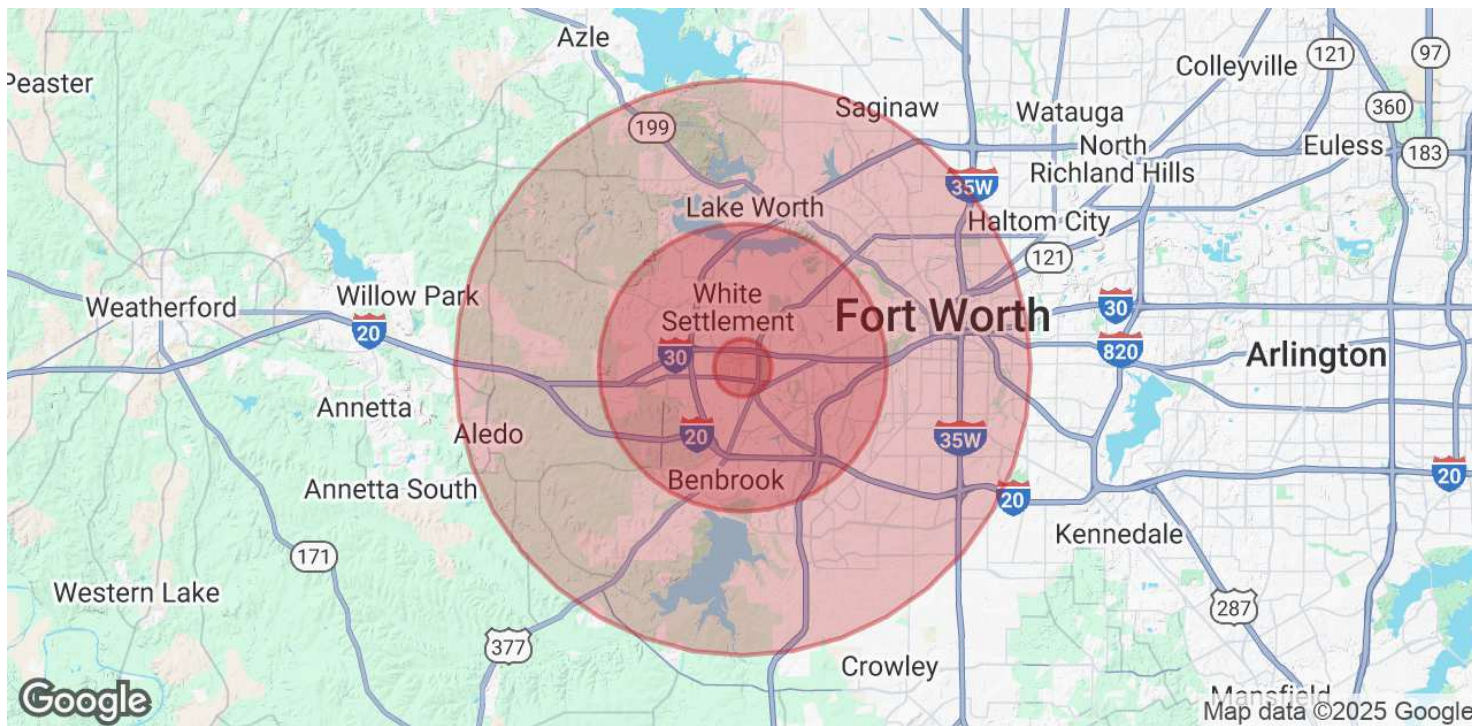 Azle
121
97
Colleyville
Peaster
360
Saginaw
Watauga
199
North
Richland Hills
Euless
183
35W
Lake Worth
Haltom City
121
White
Settlement
Willow Park
Weatherford
Fort Worth
30
20
30
820
Arlington
Annetta
Aledo
20
35W
Benbrook
Annetta South
20
20
Kennedale
171
Western Lake
287
377
Crowley
Mansfield
Google
Map data ©2025 Google